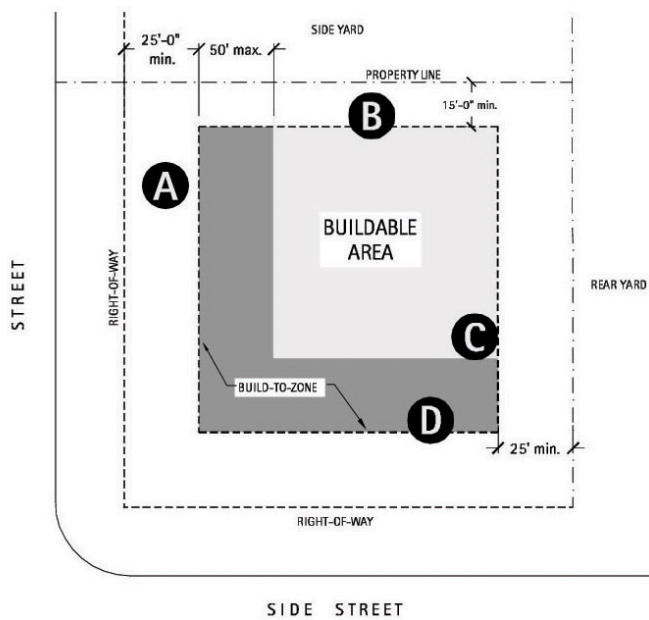 25'-0"
min.
50' max.
SIDE YARD
PROPERTY LINE
15'-0" min.
B
A
BUILDABLE
AREA
STREET
RIGHT-OF-WAY
REAR YARD
C
BUILD-TO-ZONE
D
25' min.
RIGHT-OF-WAY
SIDE STREET